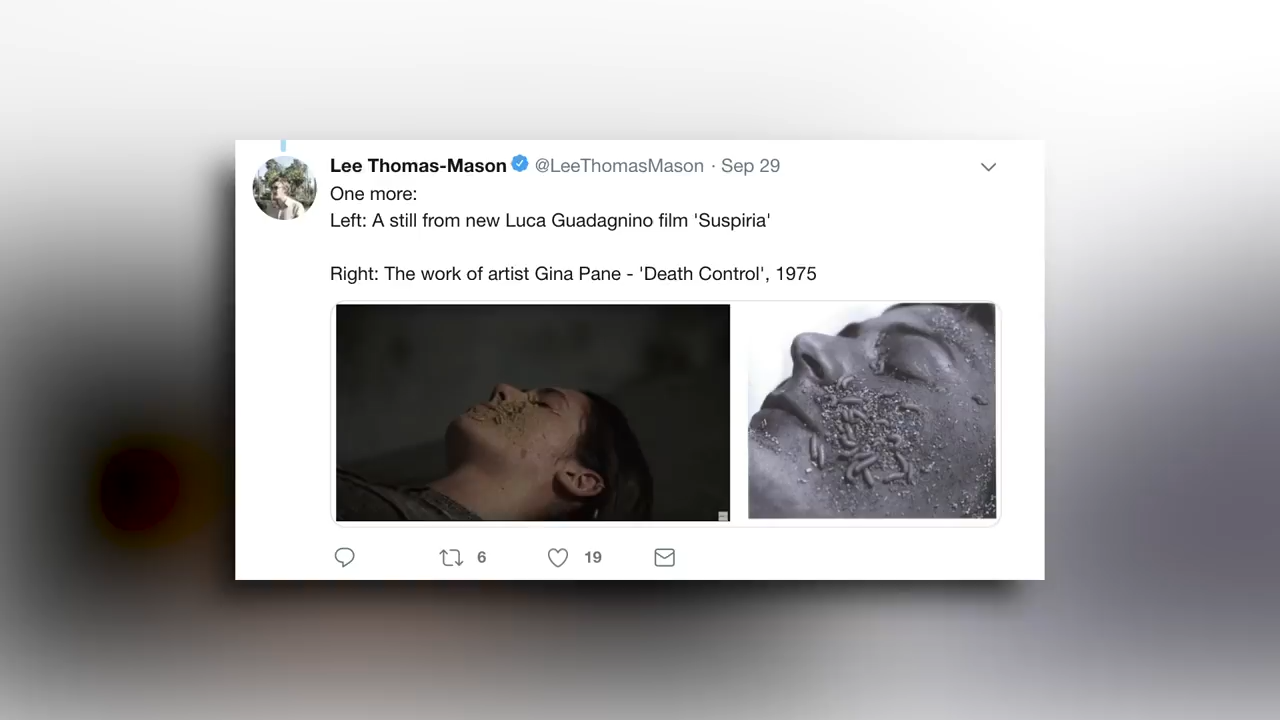 Lee Thomas-Mason @LeeThomasMason · Sep 29
One more:
Left: A still from new Luca Guadagnino film 'Suspiria'
Right: The work of artist Gina Pane - 'Death Control', 1975
6 19